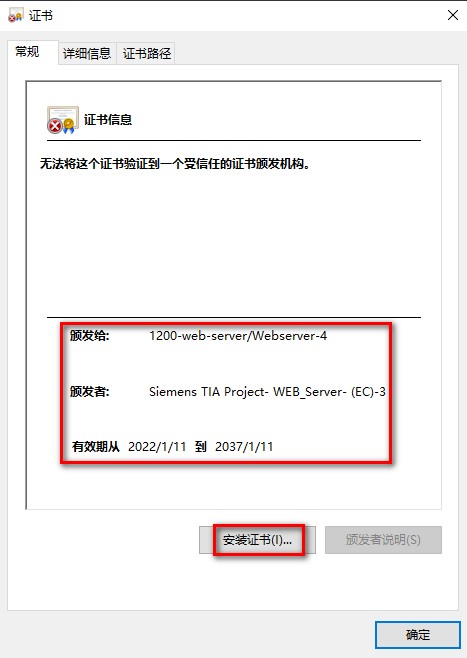 证书
常规 详细信息 证书路径
证书信息
无法将这个证书验证到一个受信任的证书颁发机构。
颁发给: 1200-web-server/Webserver-4
颁发者: Siemens TIA Project- WEB_Server- (EC)-3
有效期从 2022/1/11 到 2037/1/11
安装证书(I)... 颁发者说明(S)
确定